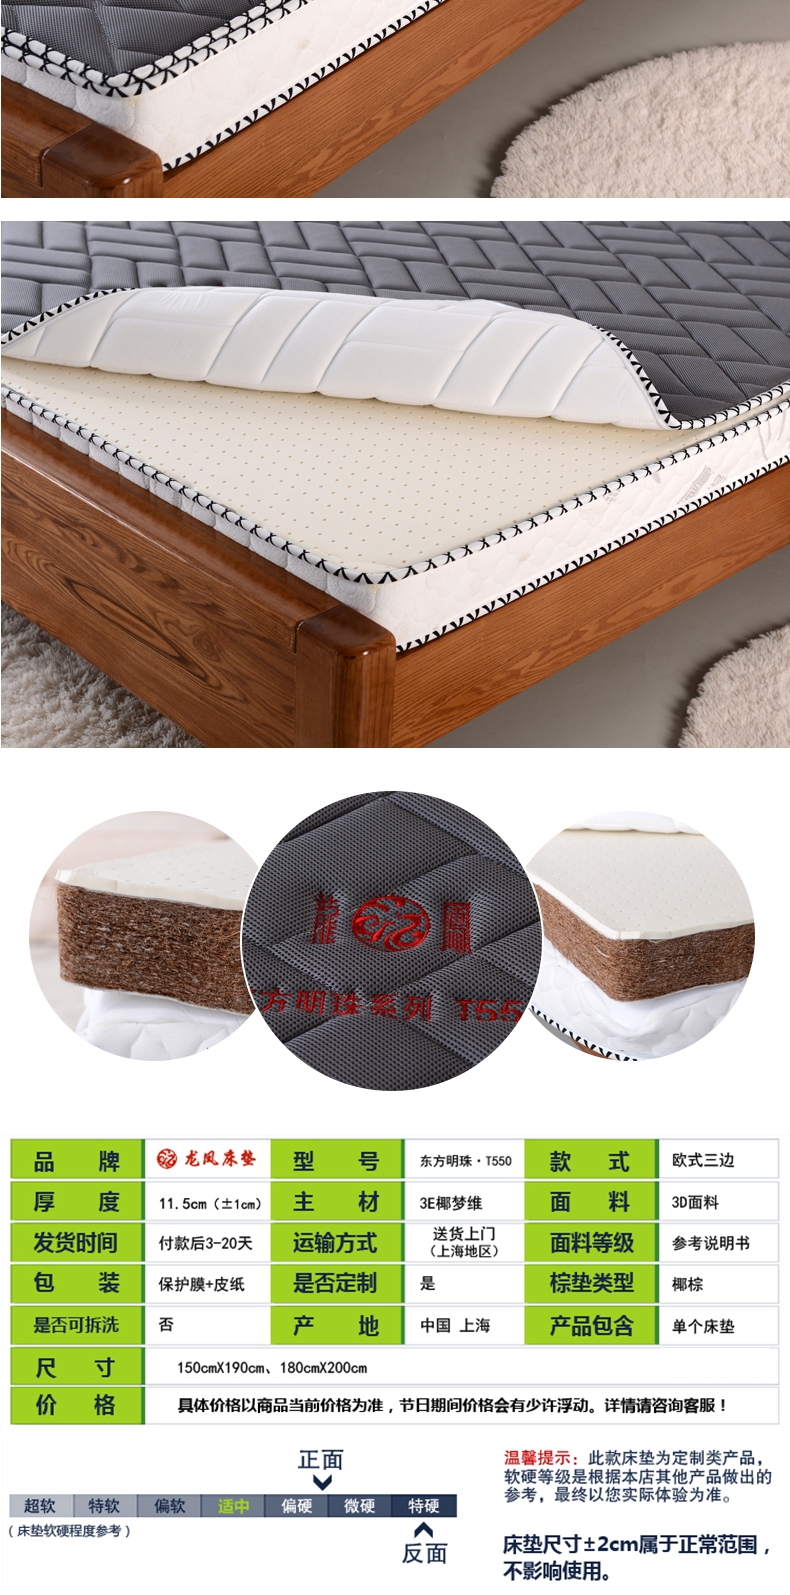 龍 鳳
东方明珠系列 T550
品 牌 龙凤床垫 型 号 东方明珠·T550 款 式 欧式三边
厚 度 11.5cm（±1cm） 主 材 3E椰梦维 面 料 3D面料
发货时间 付款后3-20天 运输方式 送货上门
（上海地区） 面料等级 参考说明书
包 装 保护膜+皮纸 是否定制 是 棕垫类型 椰棕
是否可拆洗 否 产 地 中国 上海 产品包含 单个床垫
尺 寸 150cmX190cm、180cmX200cm
价 格 具体价格以商品当前价格为准，节日期间价格会有少许浮动。详情请咨询客服！
正面
超软 特软 偏软 适中 偏硬 微硬 特硬
（床垫软硬程度参考）
反面
温馨提示：此款床垫为定制类产品，
软硬等级是根据本店其他产品做出的
参考，最终以您实际体验为准。
床垫尺寸±2cm属于正常范围，
不影响使用。